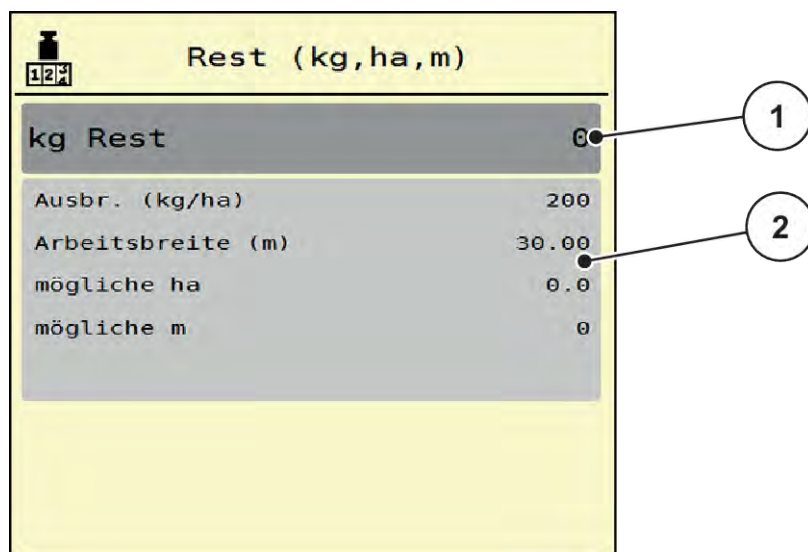 123
Rest (kg,ha,m)
kg Rest 0
Ausbr. (kg/ha) 200
Arbeitsbreite (m) 30.00
mögliche ha 0.0
mögliche m 0
1
2